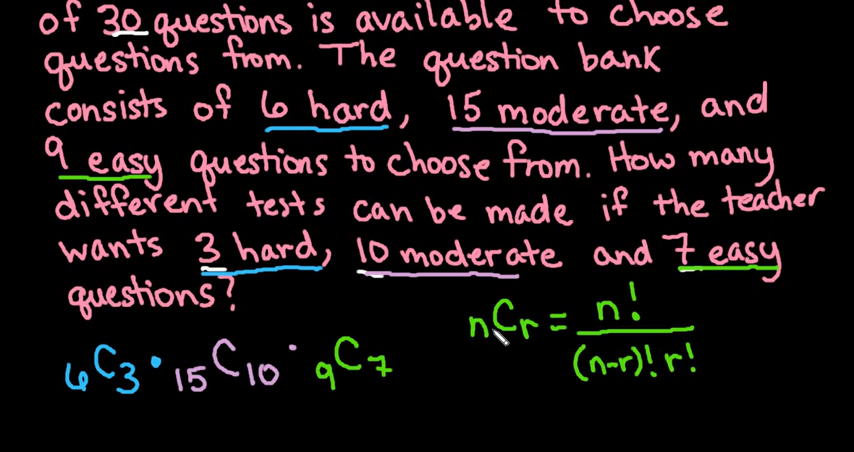 of 30 questions is available to choose
questions from. The question bank
consists of 6 hard, 15 moderate, and
9 easy questions to choose from. How many
different tests can be made if the teacher
wants 3 hard, 10 moderate and 7 easy
questions?
nCr = n! / (n-r)! r!
6C3 · 15C10 · 9C7